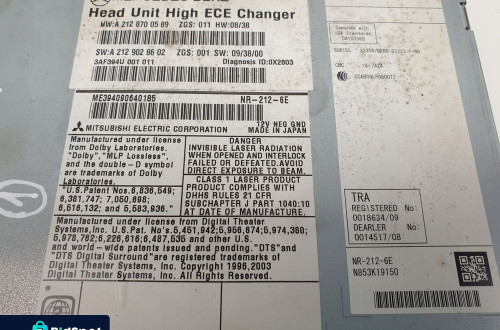 Head Unit High ECE Changer
MW:A 212 870 05 89 ZGS: 011 HW:08/38
SW:A 212 902 86 02 ZGS: 001 SW: 09/38/00
3AF394U 001 011 Diagnosis ID:0X2803
ME394090640185 NR-212-6E
12V NEG GND
MITSUBISHI ELECTRIC CORPORATION MADE IN JAPAN
Manufactured under license
from Dolby Laboratories.
"Dolby", "MLP Lossless",
and the double-D symbol
are trademarks of Dolby
Laboratories.
"U.S.Patent Nos.6,836,549;
6,381,747; 7,050,698;
6,516,132; and 5,583,936."
DANGER
INVISIBLE LASER RADIATION
WHEN OPENED AND INTERLOCK
FAILED OR DEFEATED.AVOID
DIRECT EXPOSURE TO BEAM.
CLASS 1 LASER PRODUCT
PRODUCT COMPLIES WITH
DHHS RULES 21 CFR
SUBCHAPTER J PART 1040:10
AT DATE OF MANUFACTURE.
Manufactured under license from Digital Theater
Systems,Inc. U.S. Pat. No's 5,451,942;5,956,674;5,974,380;
5,978,762;6,226,616;6,487,535 and other U.S.
and world-wide patents issued and pending. "DTS" and
"DTS Digital Surround"are registered trademarks of
Digital Theater Systems, Inc Copyright 1996,2003
Digital Theater Systems, Inc. All Rights Reserved.
Complies with
IDA Standards
TRA
REGISTERED No:
0018634/09
DEARLER No:
0014517/08
NR-212-6E
N853K19150
BidSpot